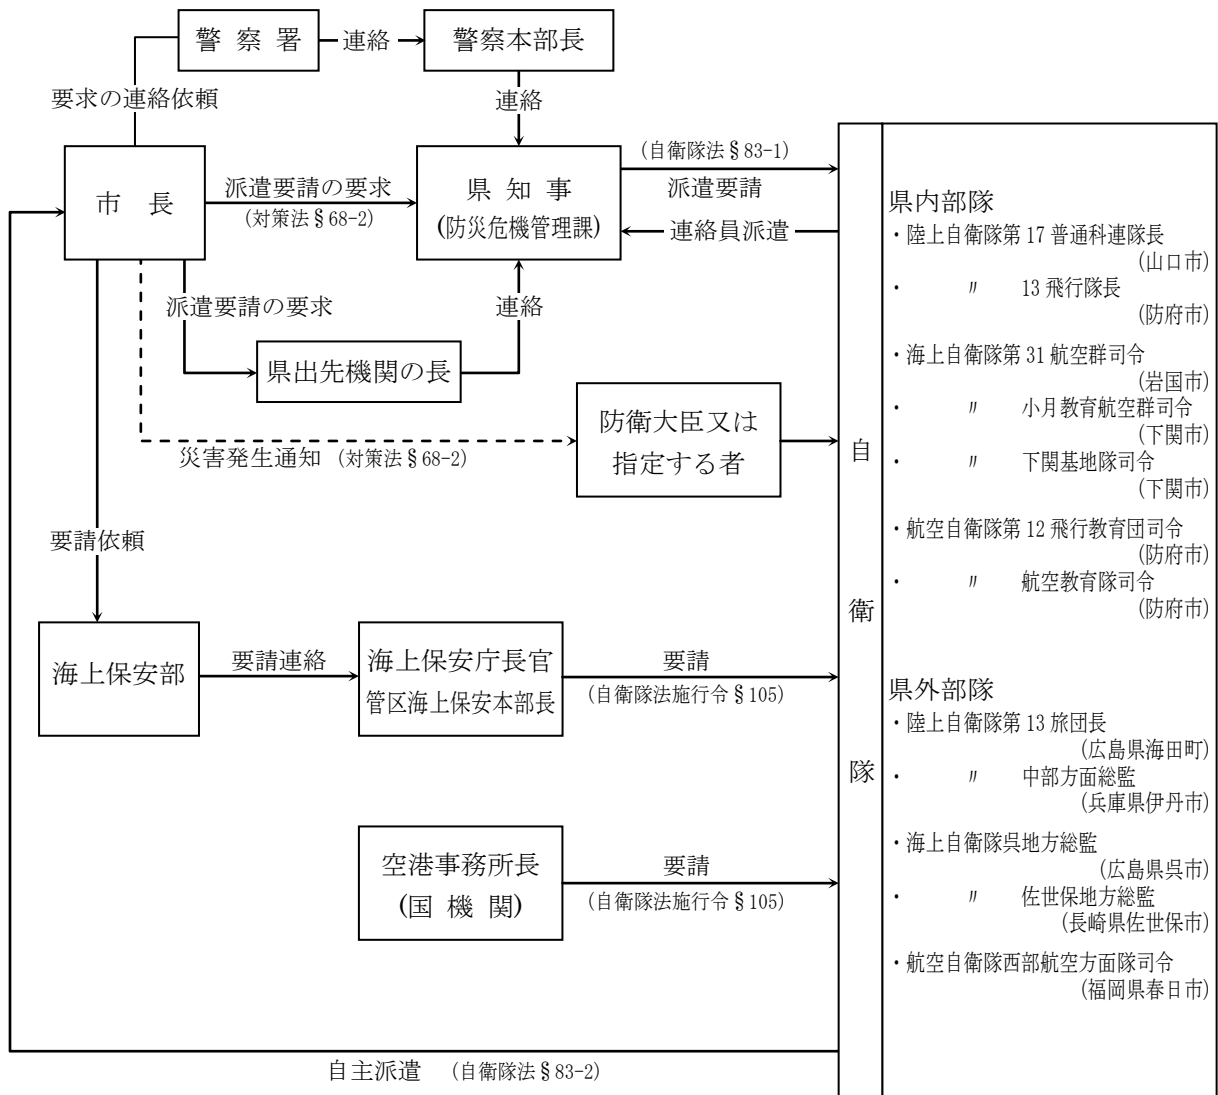 警 察 署
連絡
警察本部長
要求の連絡依頼
連絡
市 長
派遣要請の要求
(対策法§68-2)
県 知 事
(防災危機管理課)
(自衛隊法§83-1)
派遣要請
連絡員派遣
派遣要請の要求
連絡
県出先機関の長
災害発生通知 (対策法§68-2)
防衛大臣又は
指定する者
要請依頼
海上保安部
要請連絡
海上保安庁長官
管区海上保安本部長
要請
(自衛隊法施行令§105)
空港事務所長
(国 機 関)
要請
(自衛隊法施行令§105)
自主派遣 (自衛隊法§83-2)
自
衛
隊
県内部隊
・陸上自衛隊第17普通科連隊長
(山口市)
・ 〃 13飛行隊長
(防府市)
・海上自衛隊第31航空群司令
(岩国市)
・ 〃 小月教育航空群司令
(下関市)
・ 〃 下関基地隊司令
(下関市)
・航空自衛隊第12飛行教育団司令
(防府市)
・ 〃 航空教育隊司令
(防府市)
県外部隊
・陸上自衛隊第13旅団長
(広島県海田町)
・ 〃 中部方面総監
(兵庫県伊丹市)
・海上自衛隊呉地方総監
(広島県呉市)
・ 〃 佐世保地方総監
(長崎県佐世保市)
・航空自衛隊西部航空方面隊司令
(福岡県春日市)